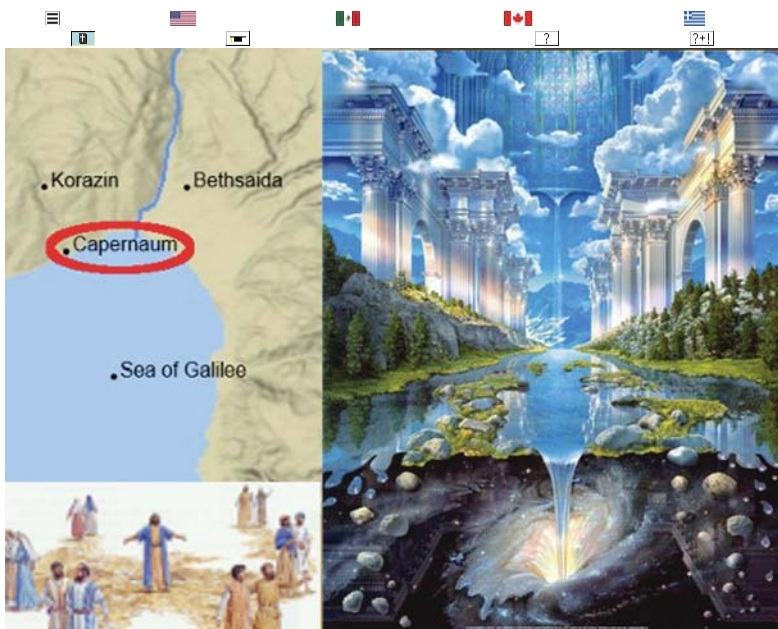 ?
?+!
Korazin
Bethsaida
Capernaum
Sea of Galilee